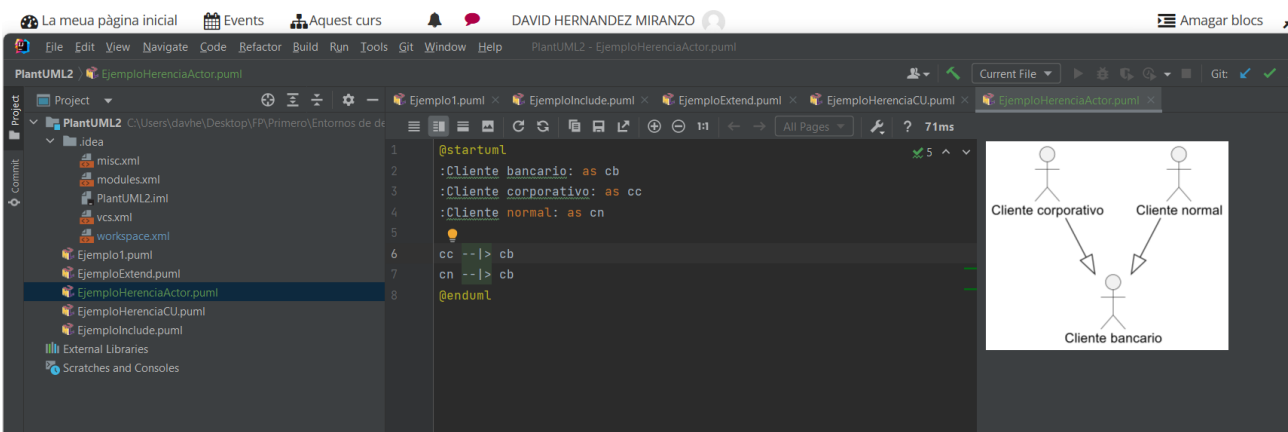 La meua pàgina inicial Events Aquest curs DAVID HERNANDEZ MIRANZO Amagar blocs
File Edit View Navigate Code Refactor Build Run Tools Git Window Help PlantUML2 - EjemploHerenciaActor.puml
PlantUML2 EjemploHerenciaActor.puml Current File Git:
Project Ejemplo1.puml EjemploInclude.puml EjemploExtend.puml EjemploHerenciaCU.puml EjemploHerenciaActor.puml
Project
Commit
PlantUML2 C:\Users\davhe\Desktop\FP\Primero\Entornos de de
.idea
misc.xml
modules.xml
PlantUML2.iml
vcs.xml
workspace.xml
Ejemplo1.puml
EjemploExtend.puml
EjemploHerenciaActor.puml
EjemploHerenciaCU.puml
EjemploInclude.puml
External Libraries
Scratches and Consoles
1:1 All Pages ? 71ms
1 @startuml 5
2 :Cliente bancario: as cb
3 :Cliente corporativo: as cc
4 :Cliente normal: as cn
5
6 cc --|> cb
7 cn --|> cb
8 @enduml
Cliente corporativo Cliente normal
Cliente bancario